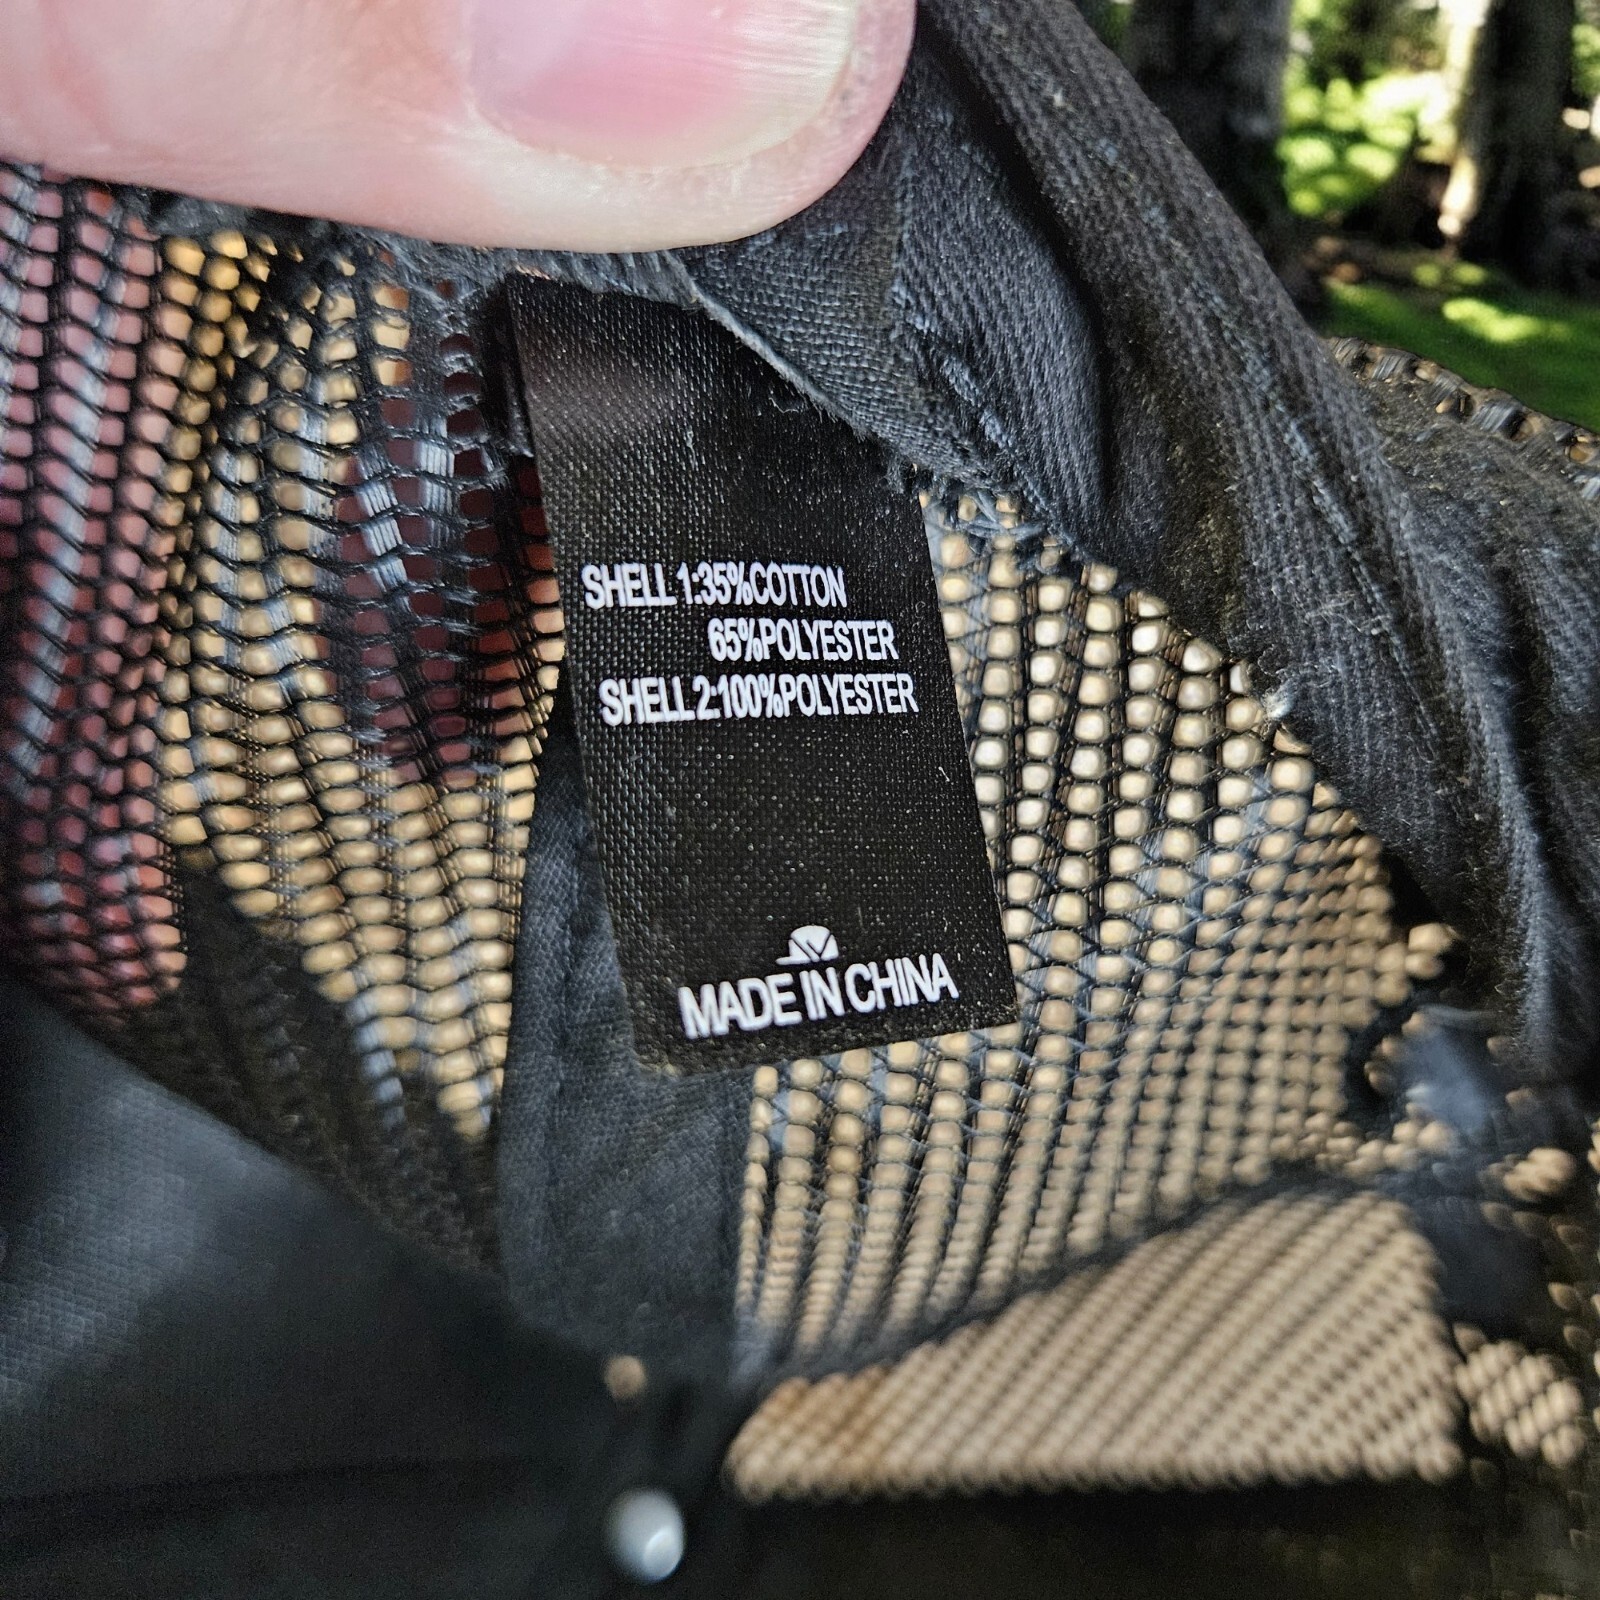 SHELL 1:35%COTTON
65%POLYESTER
SHELL 2:100%POLYESTER
MADE IN CHINA